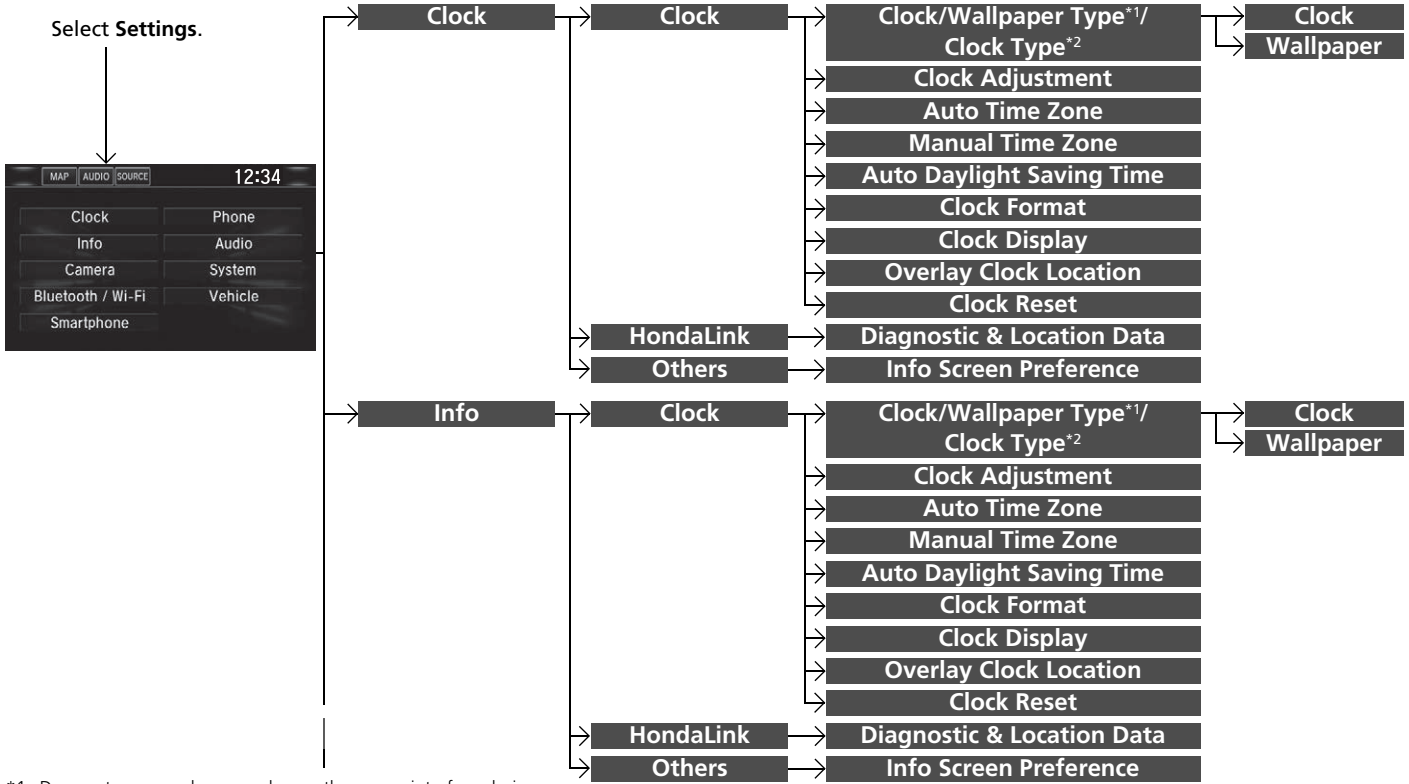 Select Settings.
MAP AUDIO SOURCE 12:34
Clock Phone
Info Audio
Camera System
Bluetooth / Wi-Fi Vehicle
Smartphone
Clock
Clock
Clock/Wallpaper Type*1/
Clock Type*2
Clock
Wallpaper
Clock Adjustment
Auto Time Zone
Manual Time Zone
Auto Daylight Saving Time
Clock Format
Clock Display
Overlay Clock Location
Clock Reset
HondaLink
Diagnostic & Location Data
Others
Info Screen Preference
Info
Clock
Clock/Wallpaper Type*1/
Clock Type*2
Clock
Wallpaper
Clock Adjustment
Auto Time Zone
Manual Time Zone
Auto Daylight Saving Time
Clock Format
Clock Display
Overlay Clock Location
Clock Reset
HondaLink
Diagnostic & Location Data
Others
Info Screen Preference